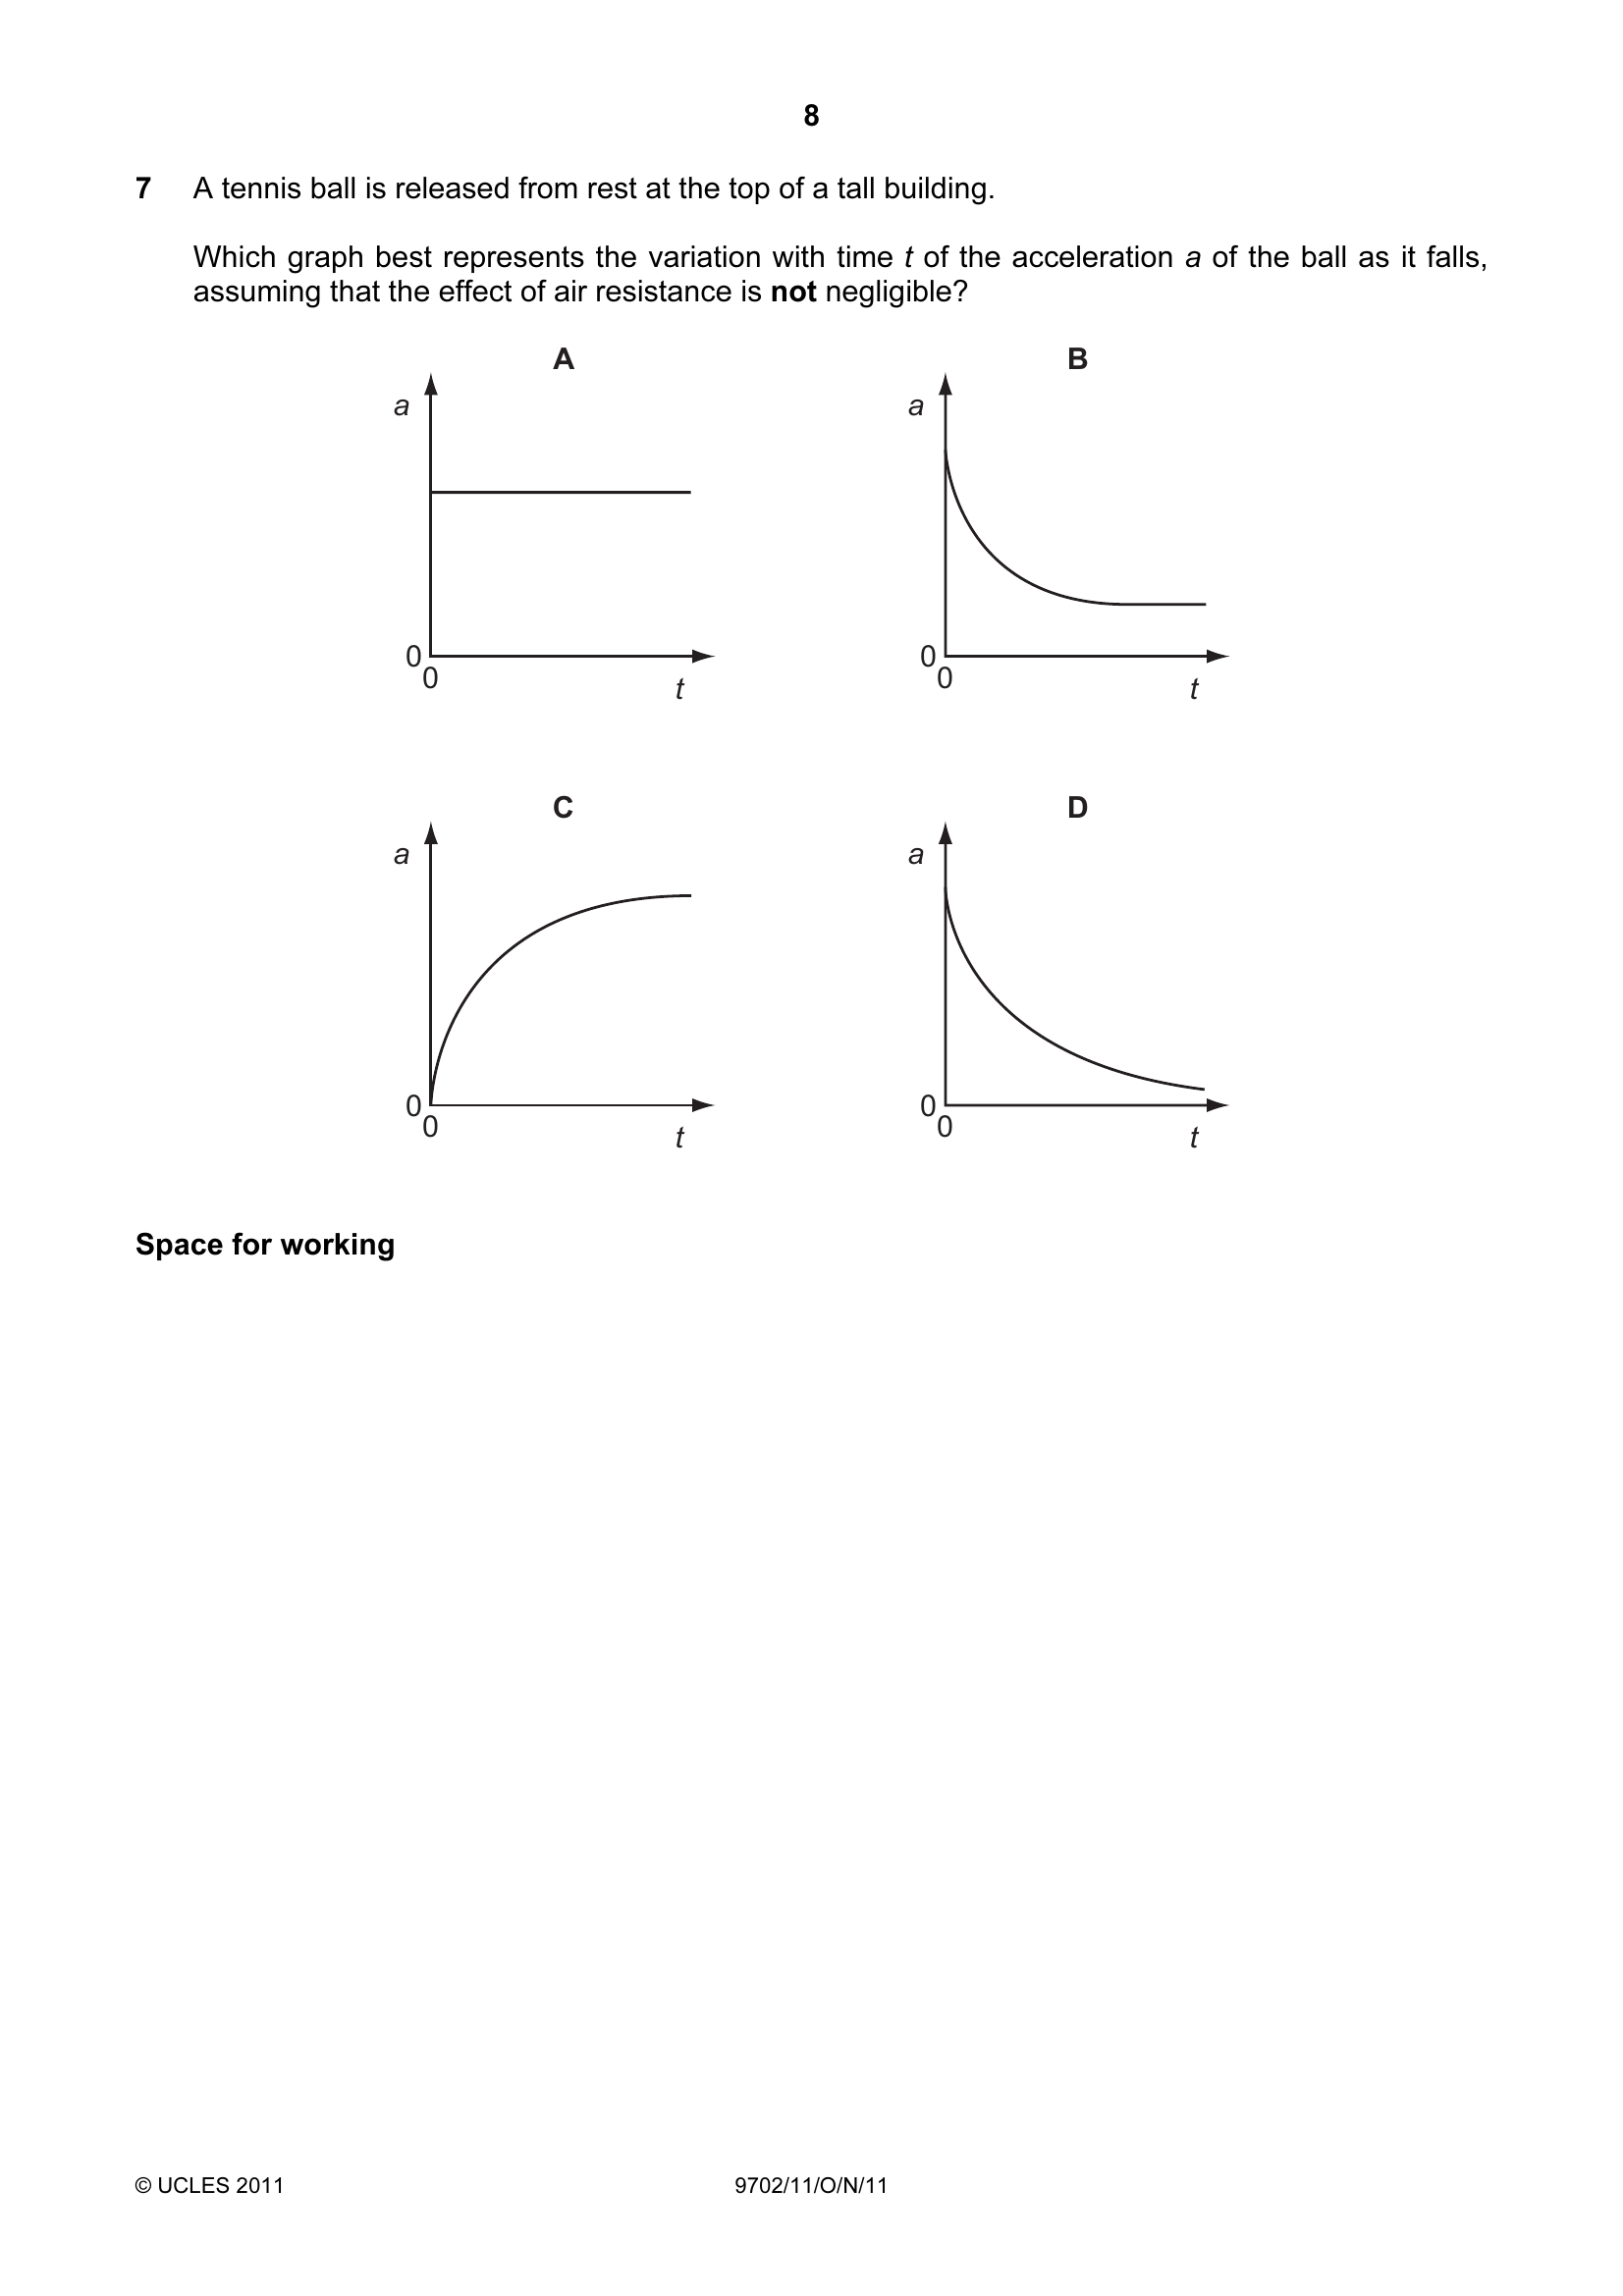 8
7 A tennis ball is released from rest at the top of a tall building.
Which graph best represents the variation with time t of the acceleration a of the ball as it falls,
assuming that the effect of air resistance is not negligible?
A B
a a
0 0
0 0
t t
C D
a a
0 0
0 0
t t
Space for working
© UCLES 2011 9702/11/O/N/11